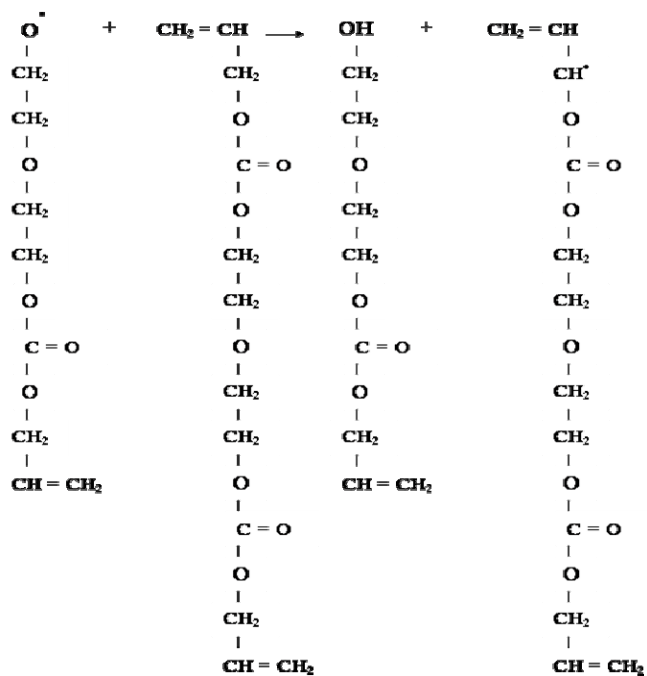 O• + CH₂ = CH → OH + CH₂ = CH
CH₂ CH₂ CH₂ CH•
CH₂ O CH₂ O
O C = O O C = O
CH₂ O CH₂ O
CH₂ CH₂ CH₂ CH₂
O CH₂ O CH₂
C = O O C = O O
O CH₂ O CH₂
CH₂ CH₂ CH₂ CH₂
CH = CH₂ O CH = CH₂ O
C = O C = O
O O
CH₂ CH₂
CH = CH₂ CH = CH₂